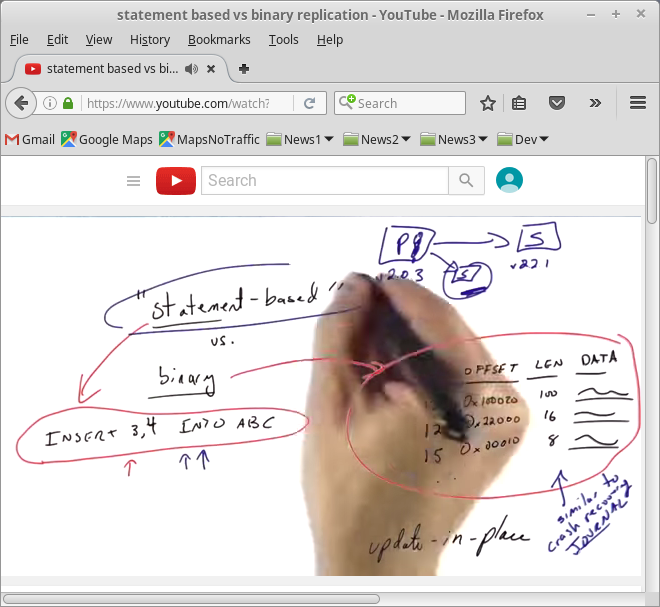 statement based vs binary replication - YouTube - Mozilla Firefox
File Edit View History Bookmarks Tools Help
statement based vs bi...
https://www.youtube.com/watch?
Search
Gmail Google Maps MapsNoTraffic News1 News2 News3 Dev
Search
S
v2.0.3
S
v2.2.1
"statement-based"
vs.
binary
INSERT 3,4 INTO ABC
OFFSET LEN DATA
0x100020 100
12 0x22000 16
15 0x20010 8
similar to
crash recovery
JOURNAL
update-in-place